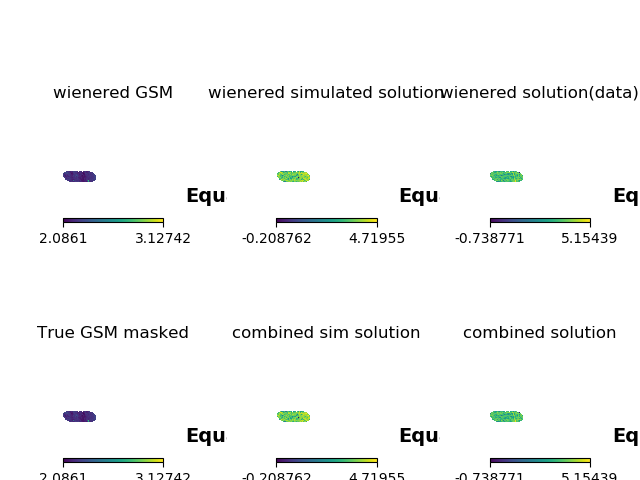 wienered GSM wienered simulated solution wienered solution(data)
Equ Equ Eq
2.0861 3.12742 -0.208762 4.71955 -0.738771 5.15439
True GSM masked combined sim solution combined solution
Equ Equ Eq
2.0861 3.12742 -0.208762 4.71955 -0.738771 5.15439